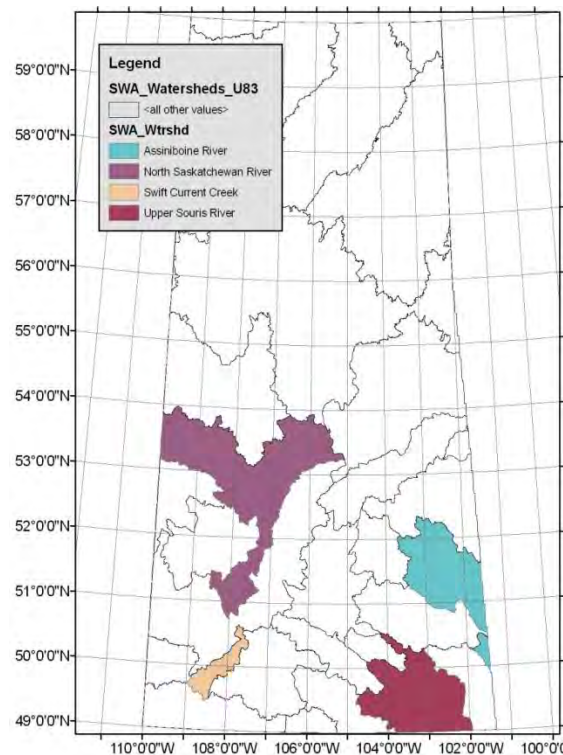 Legend
SWA_Watersheds_U83
<all other values>
SWA_Wtrshd
Assiniboine River
North Saskatchewan River
Swift Current Creek
Upper Souris River
59°0'0"N
58°0'0"N
57°0'0"N
56°0'0"N
55°0'0"N
54°0'0"N
53°0'0"N
52°0'0"N
51°0'0"N
50°0'0"N
49°0'0"N
110°0'0"W 108°0'0"W 106°0'0"W 104°0'0"W 102°0'0"W 100°0'0"W